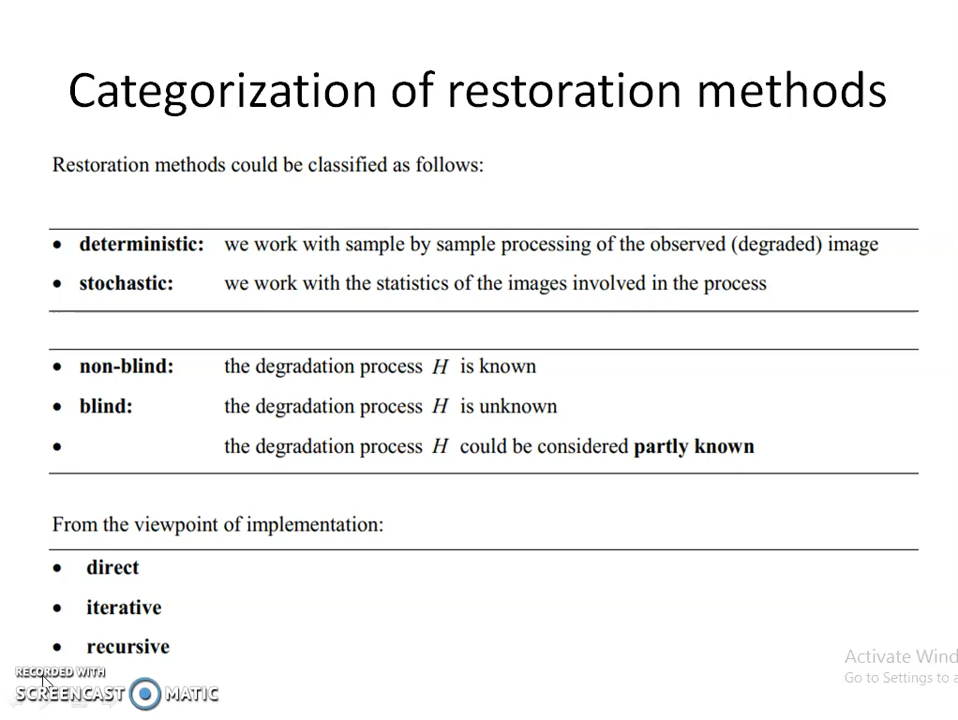 Categorization of restoration methods
Restoration methods could be classified as follows:
• deterministic: we work with sample by sample processing of the observed (degraded) image
• stochastic: we work with the statistics of the images involved in the process
• non-blind: the degradation process H is known
• blind: the degradation process H is unknown
• the degradation process H could be considered partly known
From the viewpoint of implementation:
• direct
• iterative
• recursive
RECORDED WITH
SCREENCAST MATIC
Activate Wind
Go to Settings to a